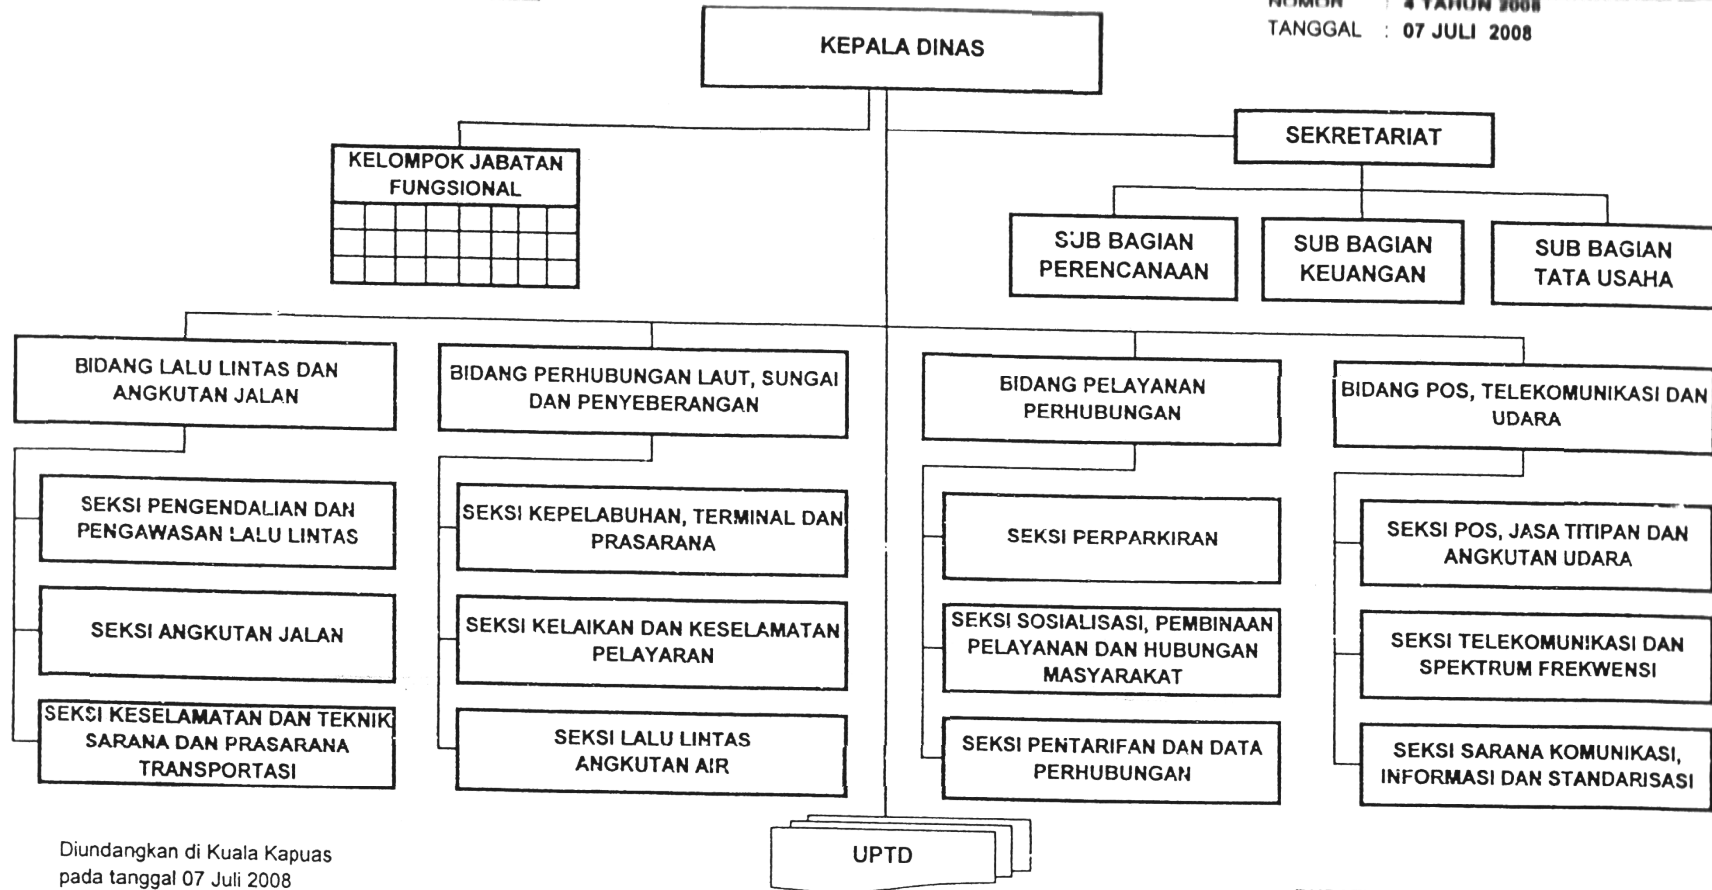 NOMOR : 4 TAHUN 2008
TANGGAL : 07 JULI 2008
KEPALA DINAS
SEKRETARIAT
KELOMPOK JABATAN
FUNGSIONAL
SUB BAGIAN
PERENCANAAN
SUB BAGIAN
KEUANGAN
SUB BAGIAN
TATA USAHA
BIDANG LALU LINTAS DAN
ANGKUTAN JALAN
BIDANG PERHUBUNGAN LAUT, SUNGAI
DAN PENYEBERANGAN
BIDANG PELAYANAN
PERHUBUNGAN
BIDANG POS, TELEKOMUNIKASI DAN
UDARA
SEKSI PENGENDALIAN DAN
PENGAWASAN LALU LINTAS
SEKSI KEPELABUHAN, TERMINAL DAN
PRASARANA
SEKSI PERPARKIRAN
SEKSI POS, JASA TITIPAN DAN
ANGKUTAN UDARA
SEKSI ANGKUTAN JALAN
SEKSI KELAIKAN DAN KESELAMATAN
PELAYARAN
SEKSI SOSIALISASI, PEMBINAAN
PELAYANAN DAN HUBUNGAN
MASYARAKAT
SEKSI TELEKOMUNIKASI DAN
SPEKTRUM FREKWENSI
SEKSI KESELAMATAN DAN TEKNIK
SARANA DAN PRASARANA
TRANSPORTASI
SEKSI LALU LINTAS
ANGKUTAN AIR
SEKSI PENTARIFAN DAN DATA
PERHUBUNGAN
SEKSI SARANA KOMUNIKASI,
INFORMASI DAN STANDARISASI
UPTD
Diundangkan di Kuala Kapuas
pada tanggal 07 Juli 2008